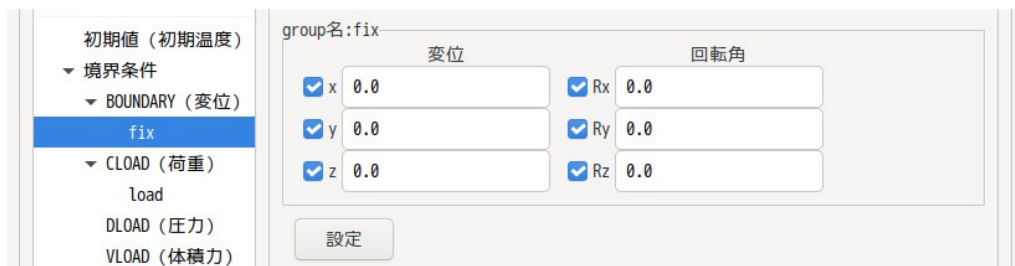 初期値 (初期温度)
境界条件
BOUNDARY (変位)
fix
CLOAD (荷重)
load
DLOAD (圧力)
VLOAD (体積力)
group名:fix
変位 回転角
x 0.0 Rx 0.0
y 0.0 Ry 0.0
z 0.0 Rz 0.0
設定